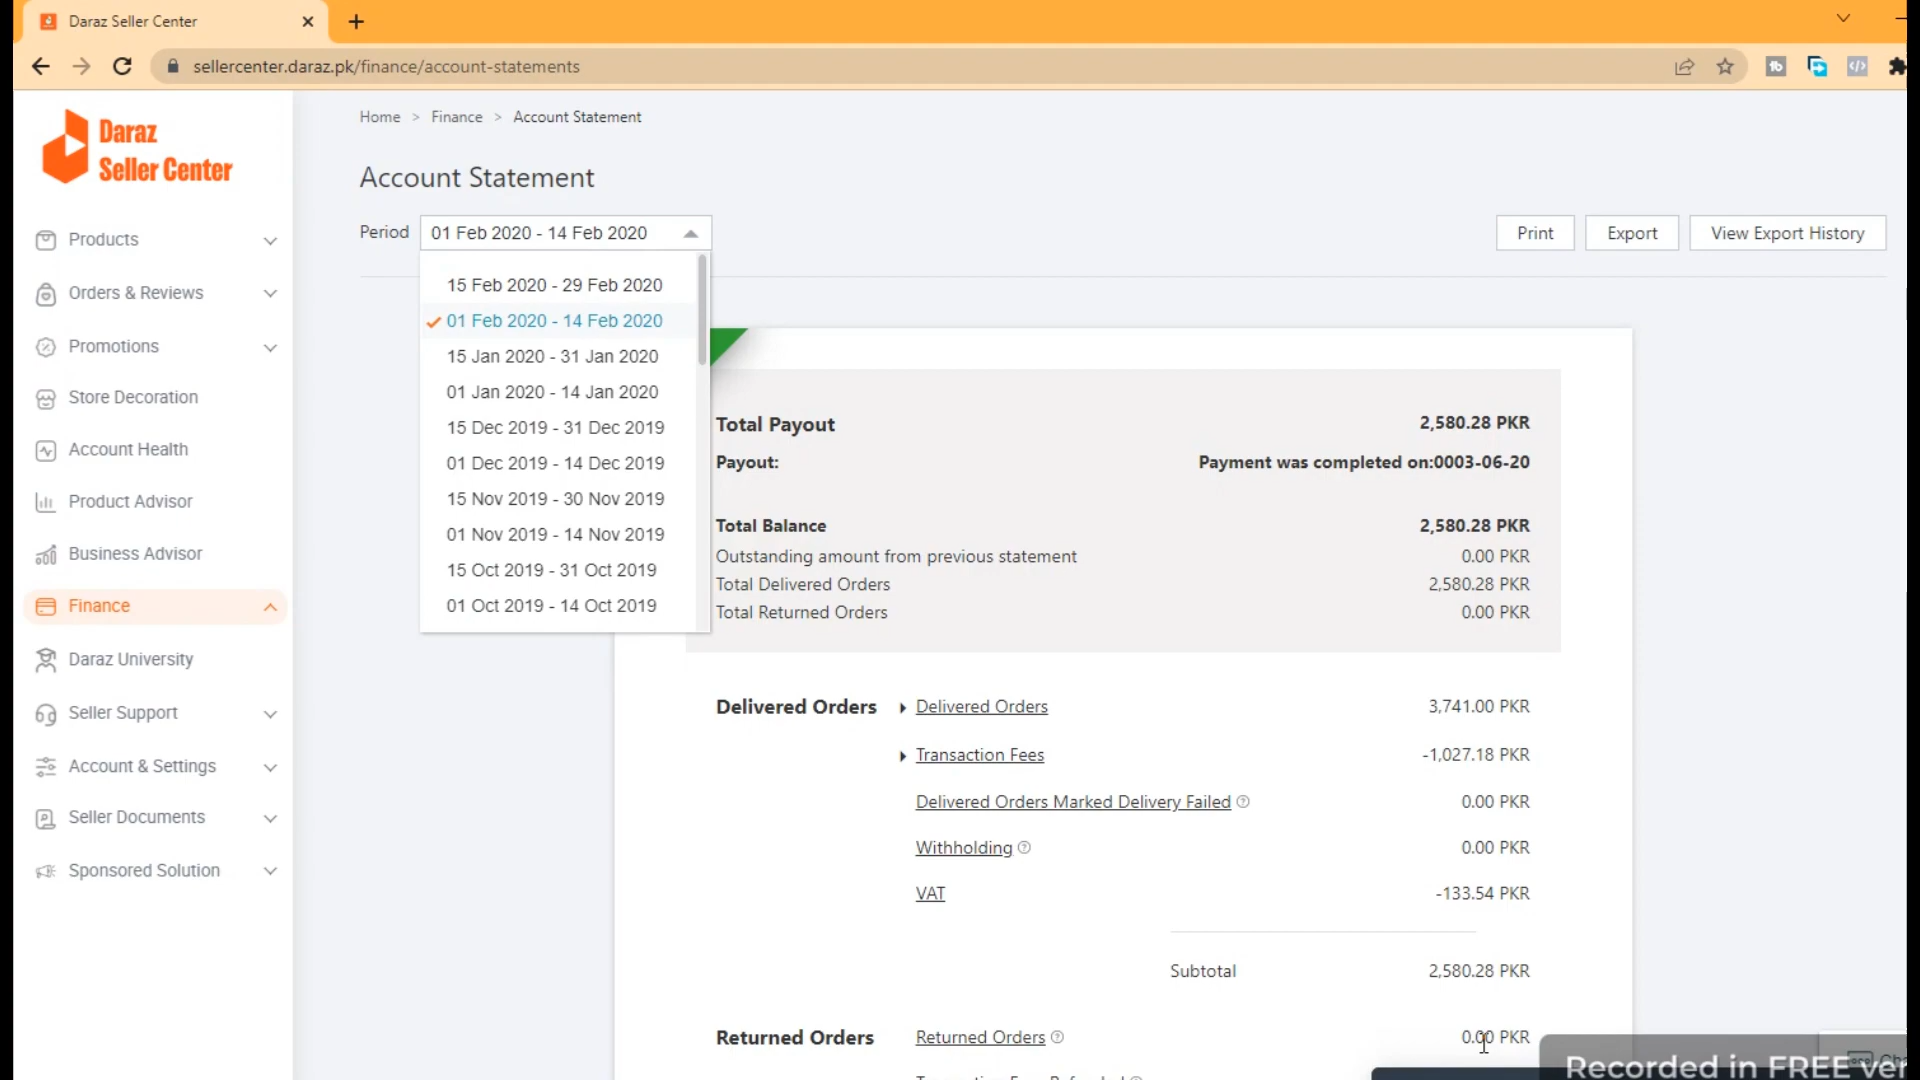 Daraz Seller Center
sellercenter.daraz.pk/finance/account-statements
Daraz
Seller Center
Home > Finance > Account Statement
Account Statement
Period 01 Feb 2020 - 14 Feb 2020
Print Export View Export History
15 Feb 2020 - 29 Feb 2020
01 Feb 2020 - 14 Feb 2020
15 Jan 2020 - 31 Jan 2020
01 Jan 2020 - 14 Jan 2020
15 Dec 2019 - 31 Dec 2019
01 Dec 2019 - 14 Dec 2019
15 Nov 2019 - 30 Nov 2019
01 Nov 2019 - 14 Nov 2019
15 Oct 2019 - 31 Oct 2019
01 Oct 2019 - 14 Oct 2019
Products
Orders & Reviews
Promotions
Store Decoration
Account Health
Product Advisor
Business Advisor
Finance
Daraz University
Seller Support
Account & Settings
Seller Documents
Sponsored Solution
Total Payout 2,580.28 PKR
Payout: Payment was completed on:0003-06-20
Total Balance 2,580.28 PKR
Outstanding amount from previous statement 0.00 PKR
Total Delivered Orders 2,580.28 PKR
Total Returned Orders 0.00 PKR
Delivered Orders Delivered Orders 3,741.00 PKR
Transaction Fees -1,027.18 PKR
Delivered Orders Marked Delivery Failed 0.00 PKR
Withholding 0.00 PKR
VAT -133.54 PKR
Subtotal 2,580.28 PKR
Returned Orders Returned Orders 0.00 PKR
Recorded in FREE ver